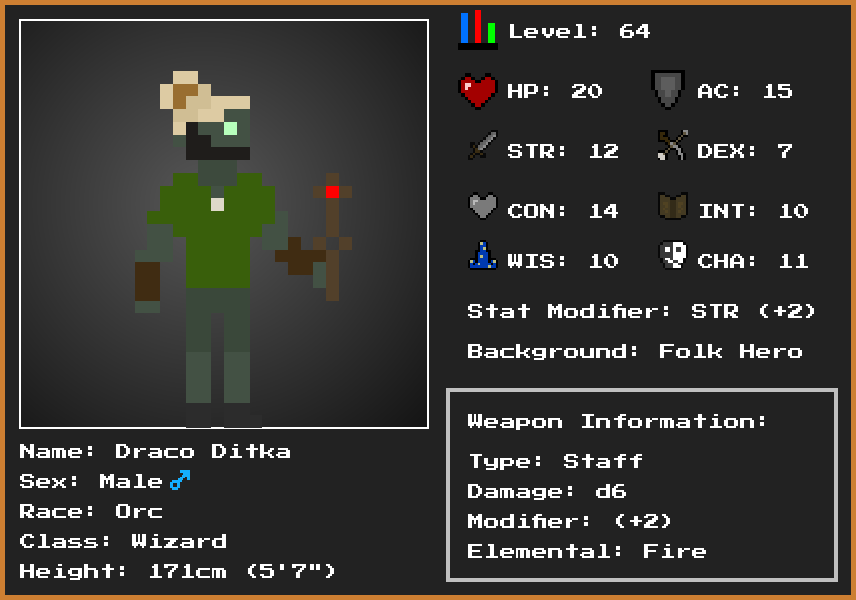 Level: 64
HP: 20
AC: 15
STR: 12
DEX: 7
CON: 14
INT: 10
WIS: 10
CHA: 11
Stat Modifier: STR (+2)
Background: Folk Hero
Weapon Information:
Type: Staff
Damage: d6
Modifier: (+2)
Elemental: Fire
Name: Draco Ditka
Sex: Male♂
Race: Orc
Class: Wizard
Height: 171cm (5'7")